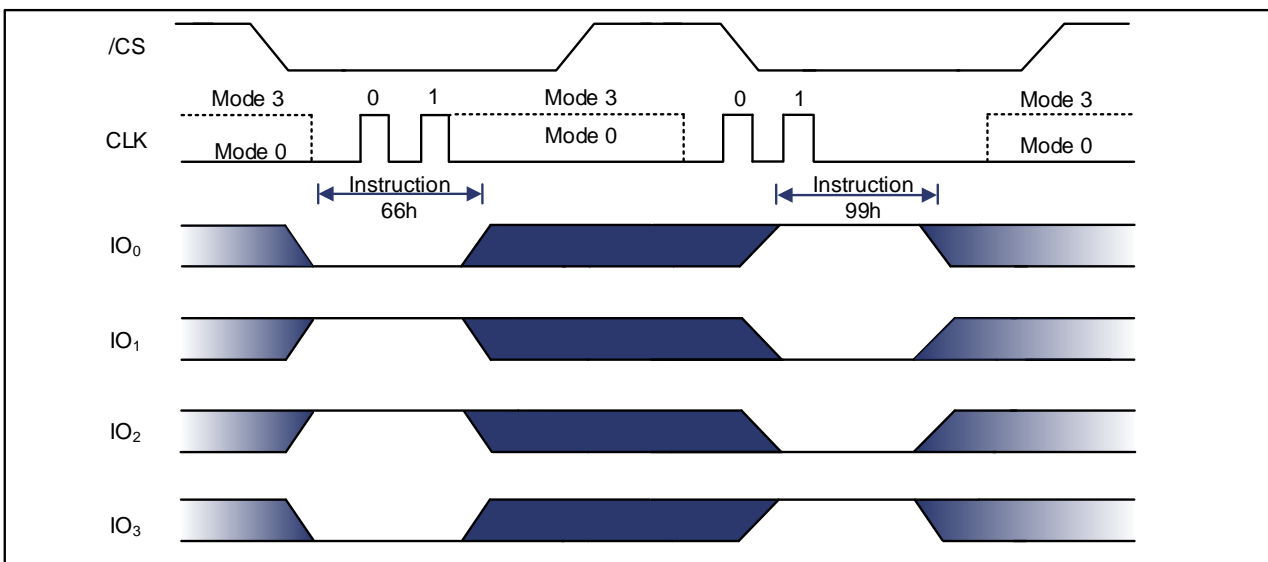 /CS
Mode 3 0 1 Mode 3 0 1 Mode 3
CLK
Mode 0 Mode 0 Mode 0
Instruction Instruction
66h 99h
IO0
IO1
IO2
IO3